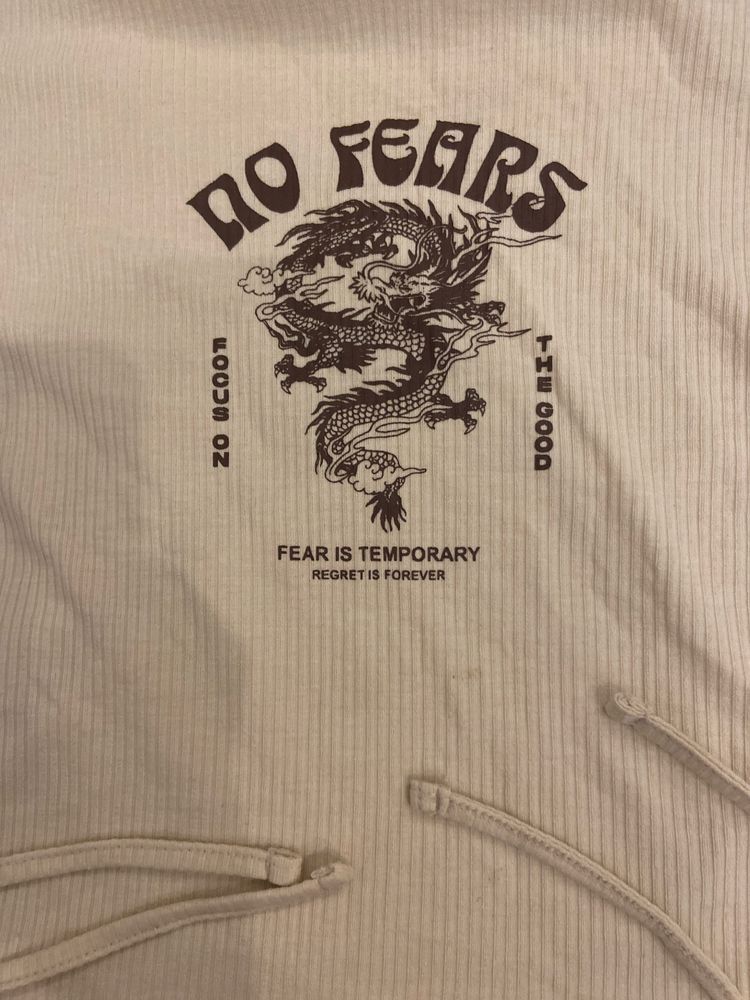 NO FEARS
FOCUS ON
THE GOOD
FEAR IS TEMPORARY
REGRET IS FOREVER